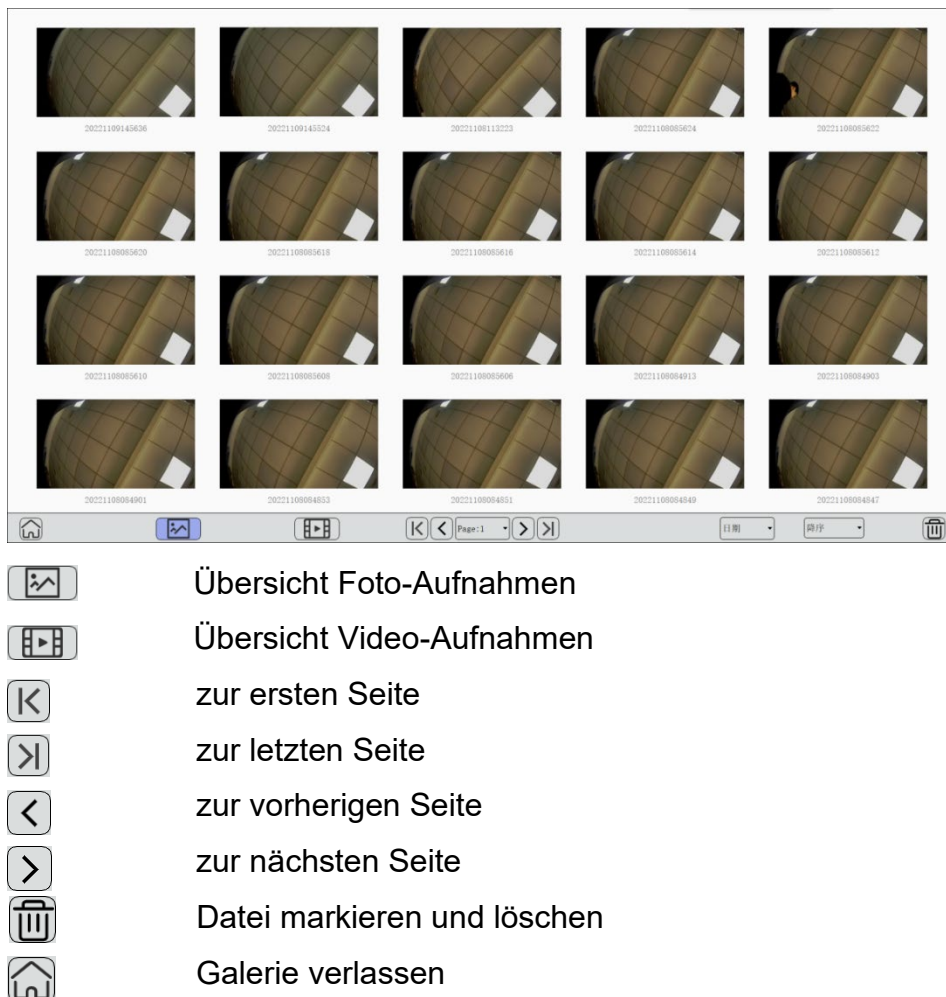 20221109145636 20221109145524 20221108113223 20221108085624 20221108085622
20221108085620 20221108085618 20221108085616 20221108085614 20221108085612
20221108085610 20221108085608 20221108085606 20221108084913 20221108084903
20221108084901 20221108084853 20221108084851 20221108084849 20221108084847
Page:1 日期 降序
Übersicht Foto-Aufnahmen
Übersicht Video-Aufnahmen
zur ersten Seite
zur letzten Seite
zur vorherigen Seite
zur nächsten Seite
Datei markieren und löschen
Galerie verlassen